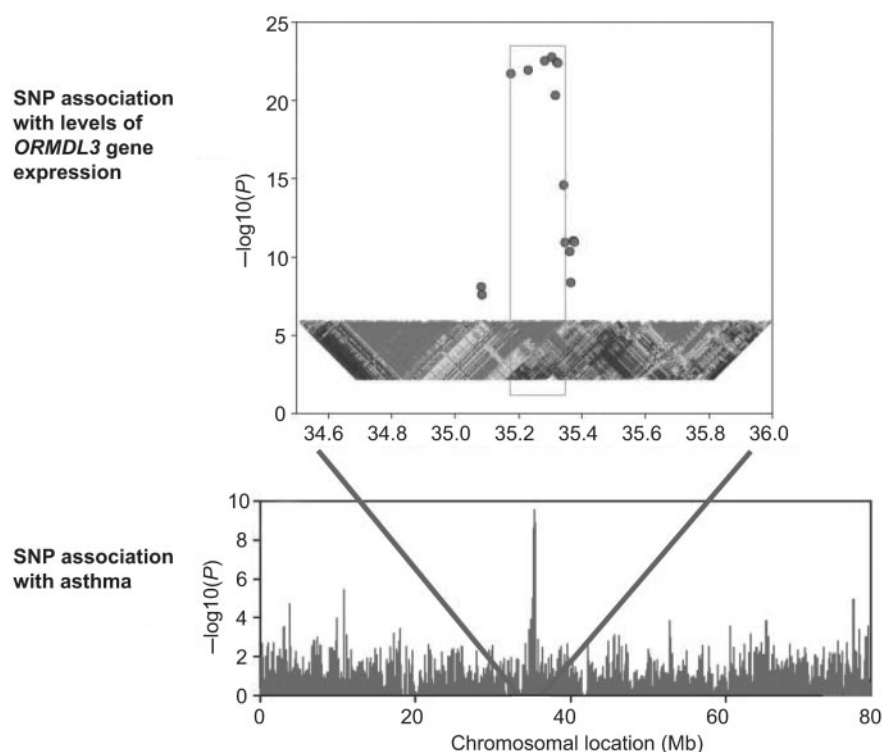 SNP association
with levels of
ORMDL3 gene
expression
–log10(P)
25
20
15
10
5
0
34.6 34.8 35.0 35.2 35.4 35.6 35.8 36.0
SNP association
with asthma
–log10(P)
10
8
6
4
2
0
0 20 40 60 80
Chromosomal location (Mb)